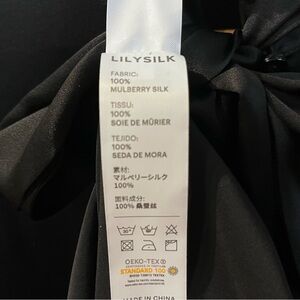 LILYSILK
FABRIC:
100%
MULBERRY SILK
TISSU:
100%
SOIE DE MÛRIER
TEJIDO:
100%
SEDA DE MORA
素材:
マルベリーシルク
100%
面料成分:
100% 桑蚕丝
OEKO-TEX®
STANDARD 100
MADE IN CHINA